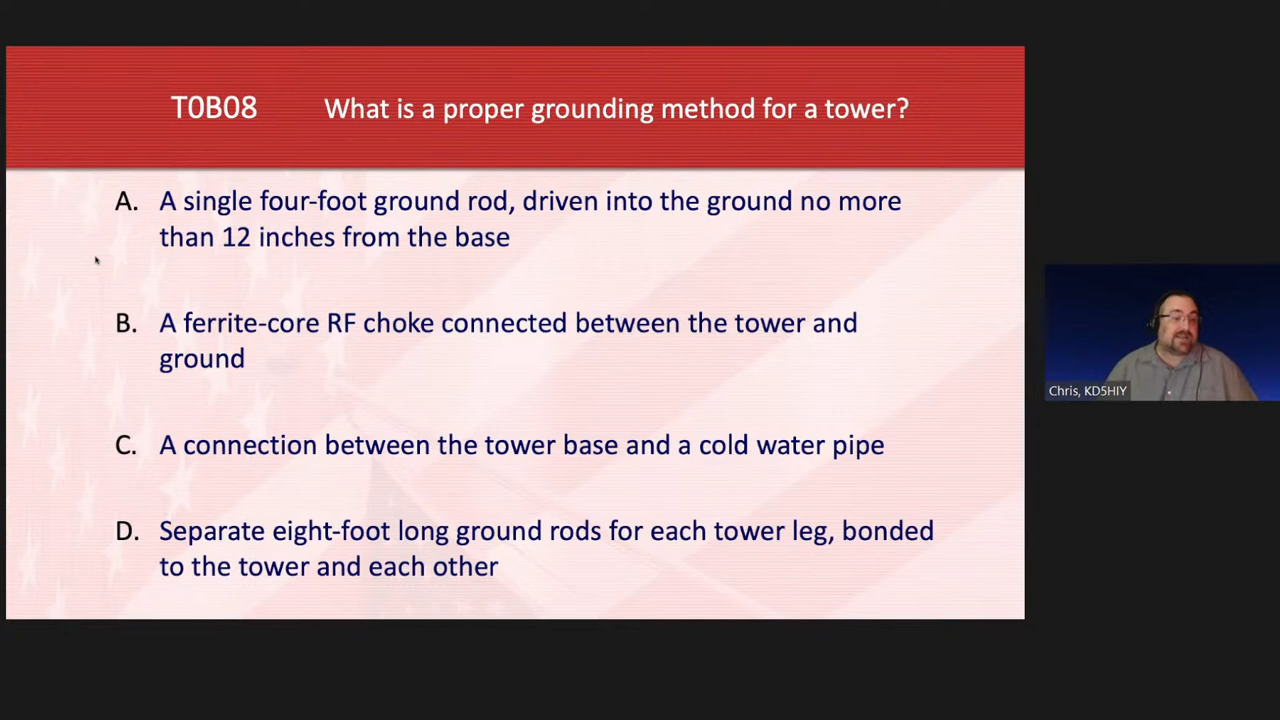 T0B08 What is a proper grounding method for a tower?
A. A single four-foot ground rod, driven into the ground no more
than 12 inches from the base
B. A ferrite-core RF choke connected between the tower and
ground
C. A connection between the tower base and a cold water pipe
D. Separate eight-foot long ground rods for each tower leg, bonded
to the tower and each other
Chris, KD5HIY